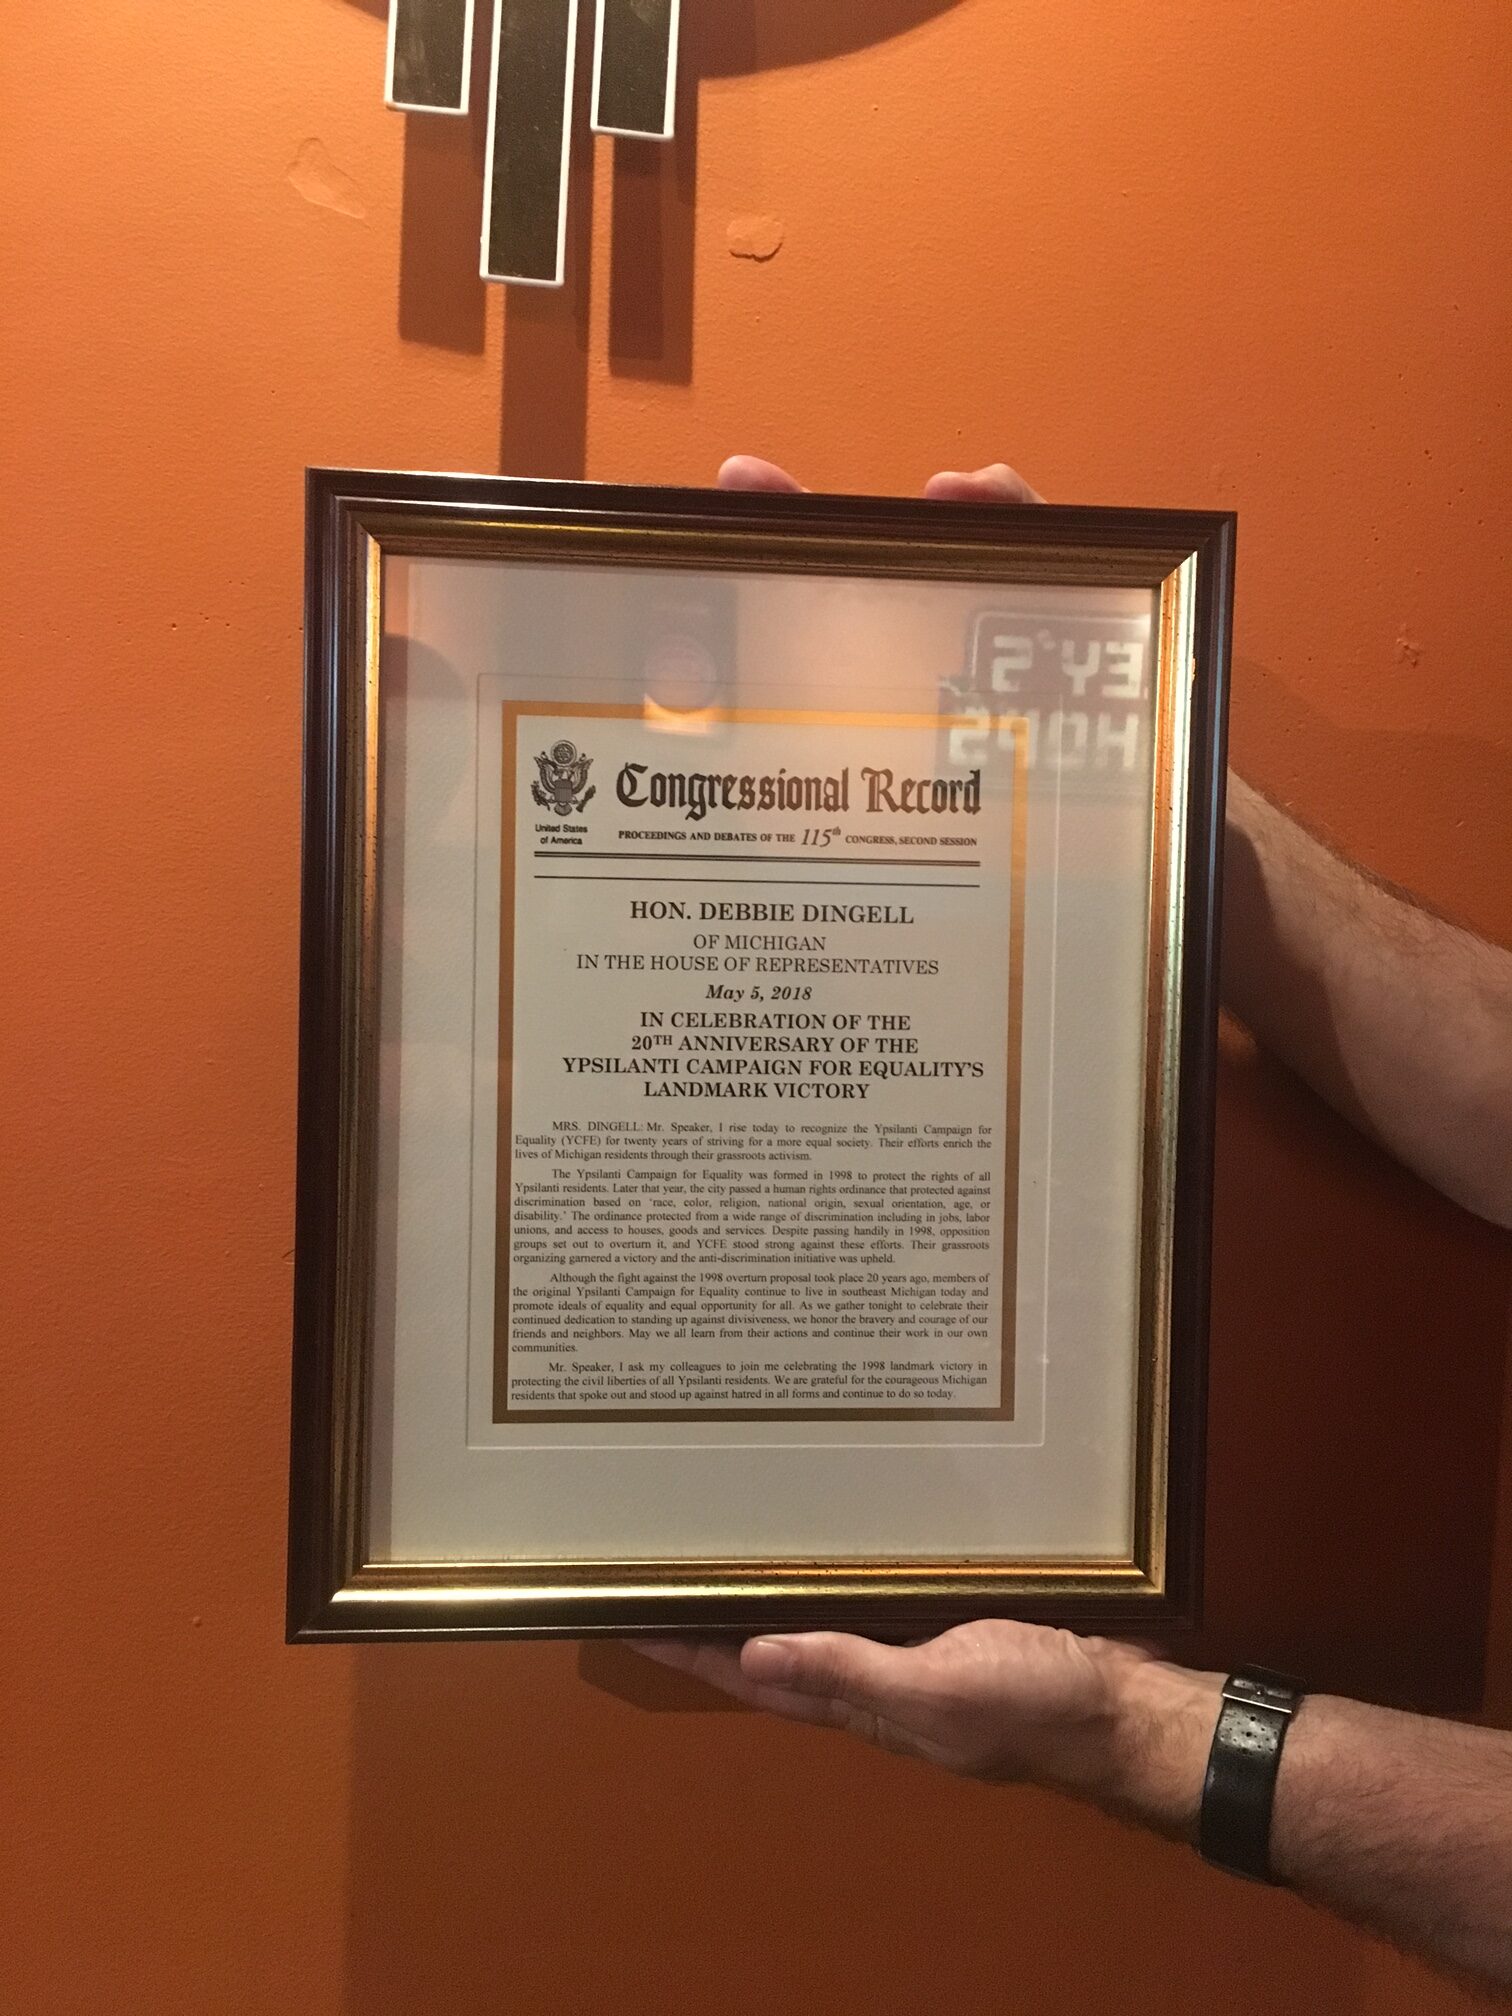 EY'S
HOUS
United States
of America
Congressional Record
PROCEEDINGS AND DEBATES OF THE 115th CONGRESS, SECOND SESSION
HON. DEBBIE DINGELL
OF MICHIGAN
IN THE HOUSE OF REPRESENTATIVES
May 5, 2018
IN CELEBRATION OF THE
20TH ANNIVERSARY OF THE
YPSILANTI CAMPAIGN FOR EQUALITY'S
LANDMARK VICTORY
MRS. DINGELL: Mr. Speaker, I rise today to recognize the Ypsilanti Campaign for
Equality (YCFE) for twenty years of striving for a more equal society. Their efforts enrich the
lives of Michigan residents through their grassroots activism.
The Ypsilanti Campaign for Equality was formed in 1998 to protect the rights of all
Ypsilanti residents. Later that year, the city passed a human rights ordinance that protected against
discrimination based on 'race, color, religion, national origin, sexual orientation, age, or
disability.' The ordinance protected from a wide range of discrimination including in jobs, labor
unions, and access to houses, goods and services. Despite passing handily in 1998, opposition
groups set out to overturn it, and YCFE stood strong against these efforts. Their grassroots
organizing garnered a victory and the anti-discrimination initiative was upheld.
Although the fight against the 1998 overturn proposal took place 20 years ago, members of
the original Ypsilanti Campaign for Equality continue to live in southeast Michigan today and
promote ideals of equality and equal opportunity for all. As we gather tonight to celebrate their
continued dedication to standing up against divisiveness, we honor the bravery and courage of our
friends and neighbors. May we all learn from their actions and continue their work in our own
communities.
Mr. Speaker, I ask my colleagues to join me celebrating the 1998 landmark victory in
protecting the civil liberties of all Ypsilanti residents. We are grateful for the courageous Michigan
residents that spoke out and stood up against hatred in all forms and continue to do so today.